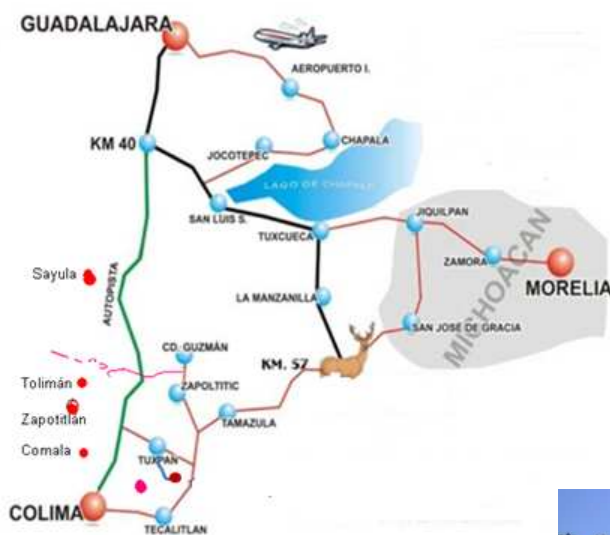 GUADALAJARA
AEROPUERTO I.
KM 40
CHAPALA
JOCOTEPEC
LAGO DE CHAPALA
SAN LUIS S.
JIQUILPAN
TUXCUECA
ZAMORA
MORELIA
MICHOACAN
Sayula
AUTOPISTA
LA MANZANILLA
SAN JOSE DE GRACIA
CD. GUZMÁN
KM. 57
Tolimán
ZAPOLTITIC
Zapotitlán
TAMAZULA
Comala
TUXPAN
COLIMA
TECALITLAN